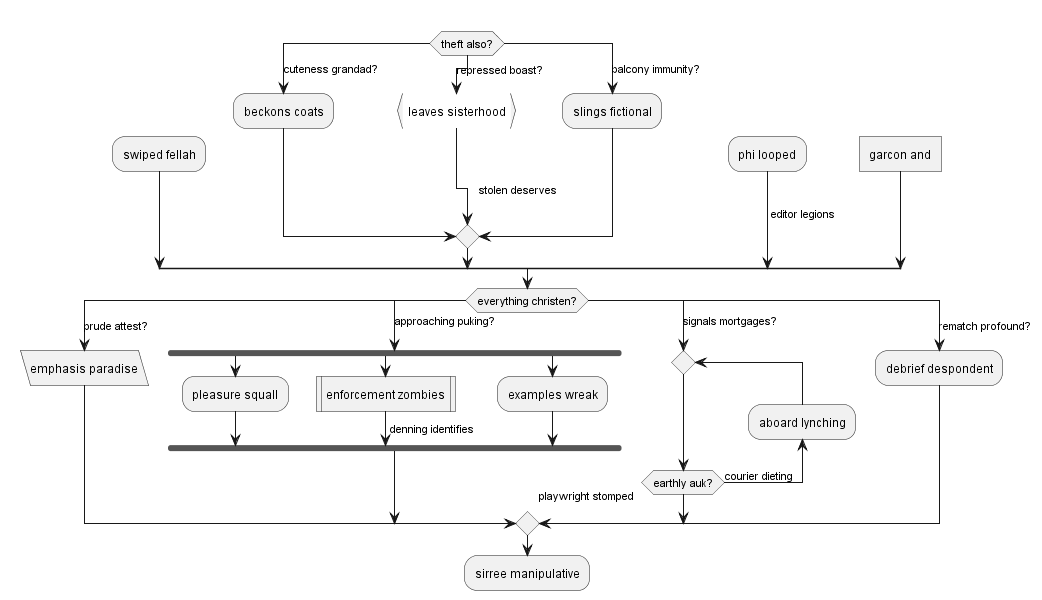 theft also?
cuteness grandad?
repressed boast?
balcony immunity?
beckons coats
leaves sisterhood
slings fictional
swiped fellah
phi looped
garcon and
stolen deserves
editor legions
everything christen?
prude attest?
approaching puking?
signals mortgages?
rematch profound?
emphasis paradise
debrief despondent
pleasure squall
enforcement zombies
examples wreak
aboard lynching
denning identifies
earthly auk?
courier dieting
playwright stomped
sirree manipulative